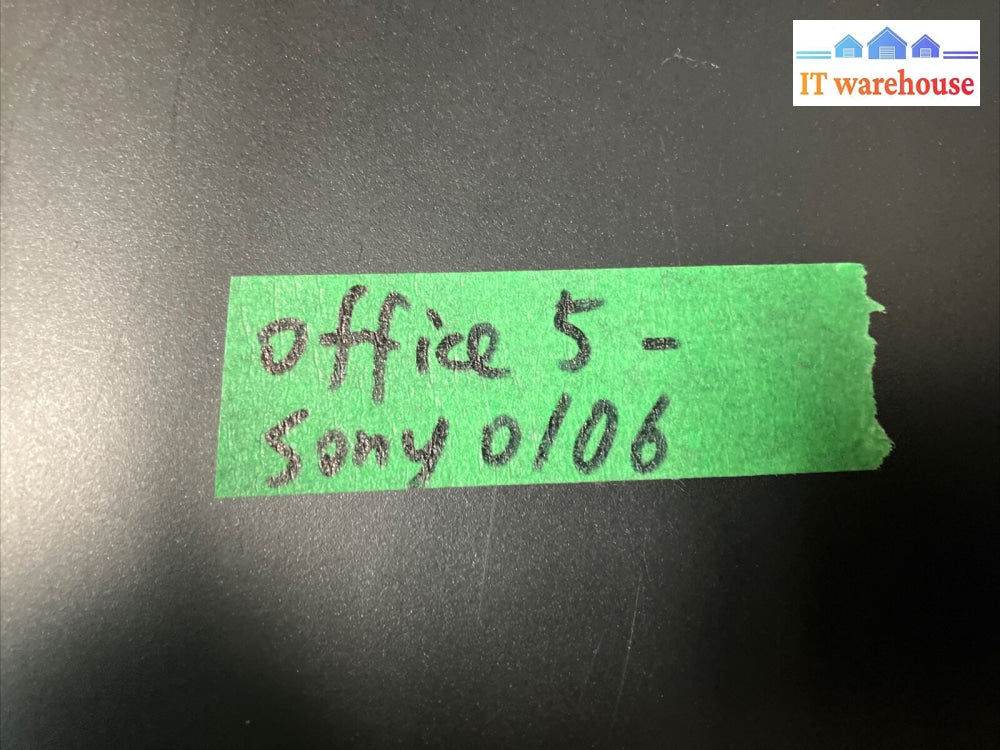 IT warehouse
office 5 -
Sony 0106